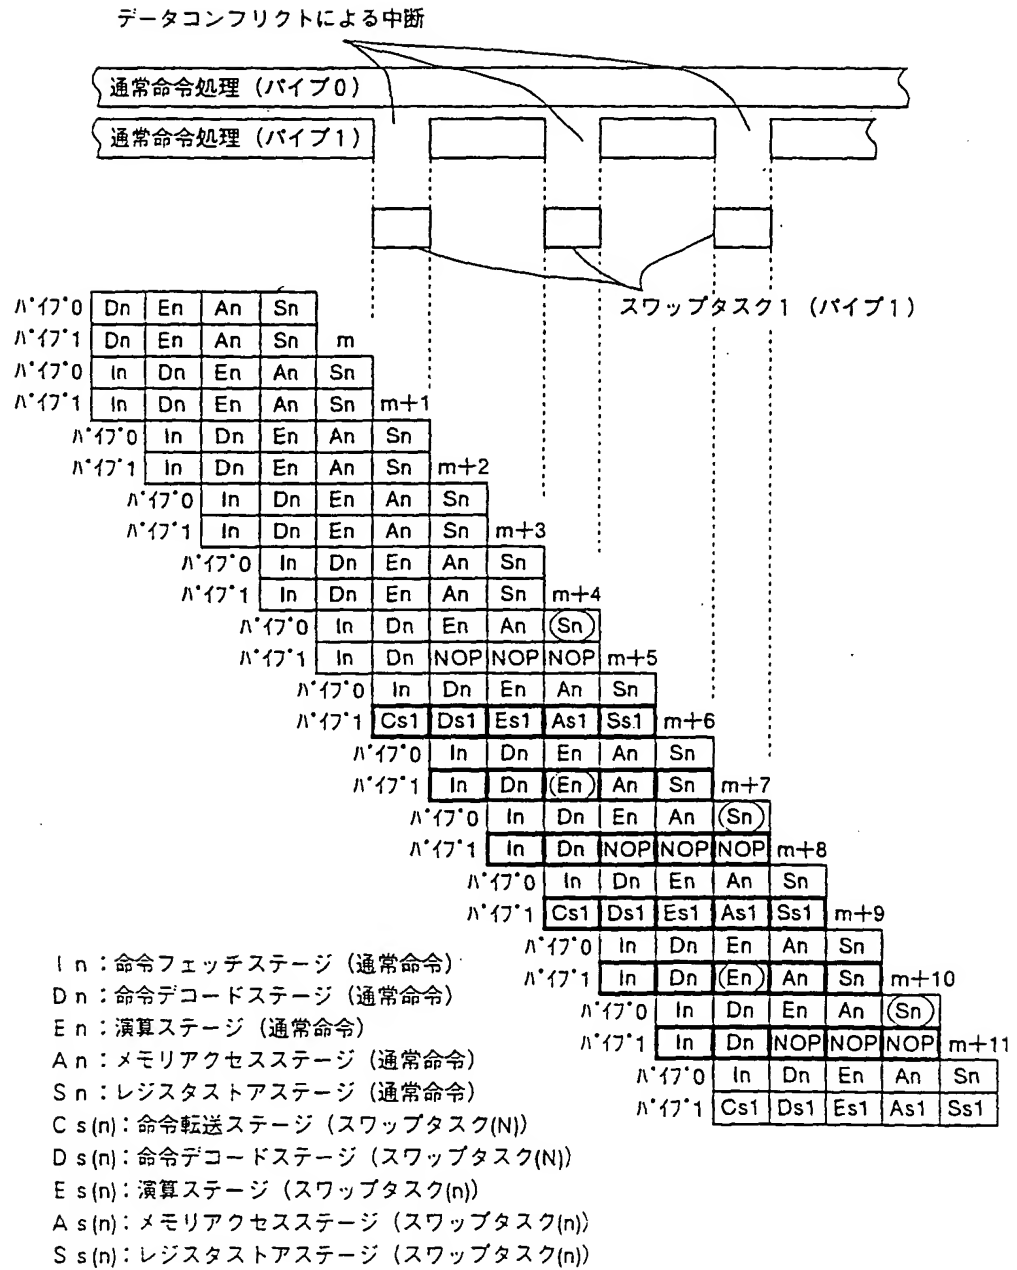 データコンフリクトによる中断
通常命令処理（パイプ0）
通常命令処理（パイプ1）
スワップタスク1（パイプ1）
パイプ0 Dn En An Sn
パイプ1 Dn En An Sn m
パイプ0 In Dn En An Sn
パイプ1 In Dn En An Sn m+1
パイプ0 In Dn En An Sn
パイプ1 In Dn En An Sn m+2
パイプ0 In Dn En An Sn
パイプ1 In Dn En An Sn m+3
パイプ0 In Dn En An Sn
パイプ1 In Dn En An Sn m+4
パイプ0 In Dn En An Sn
パイプ1 In Dn NOP NOP NOP m+5
パイプ0 In Dn En An Sn
パイプ1 Cs1 Ds1 Es1 As1 Ss1 m+6
パイプ0 In Dn En An Sn
パイプ1 In Dn En An Sn m+7
パイプ0 In Dn En An Sn
パイプ1 In Dn NOP NOP NOP m+8
パイプ0 In Dn En An Sn
パイプ1 Cs1 Ds1 Es1 As1 Ss1 m+9
パイプ0 In Dn En An Sn
パイプ1 In Dn En An Sn m+10
パイプ0 In Dn En An Sn
パイプ1 In Dn NOP NOP NOP m+11
パイプ0 In Dn En An Sn
パイプ1 Cs1 Ds1 Es1 As1 Ss1
In：命令フェッチステージ（通常命令）
Dn：命令デコードステージ（通常命令）
En：演算ステージ（通常命令）
An：メモリアクセスステージ（通常命令）
Sn：レジスタストアステージ（通常命令）
Cs(n)：命令転送ステージ（スワップタスク(N)）
Ds(n)：命令デコードステージ（スワップタスク(N)）
Es(n)：演算ステージ（スワップタスク(n)）
As(n)：メモリアクセスステージ（スワップタスク(n)）
Ss(n)：レジスタストアステージ（スワップタスク(n)）